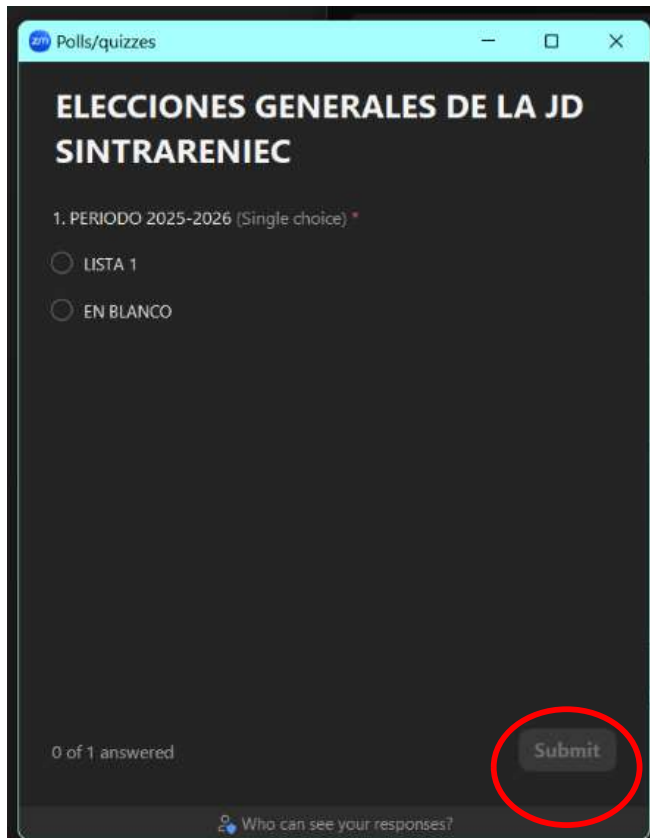 zm Polls/quizzes
ELECCIONES GENERALES DE LA JD
SINTRARENIEC
1. PERIODO 2025-2026 (Single choice) *
LISTA 1
EN BLANCO
0 of 1 answered
Submit
Who can see your responses?